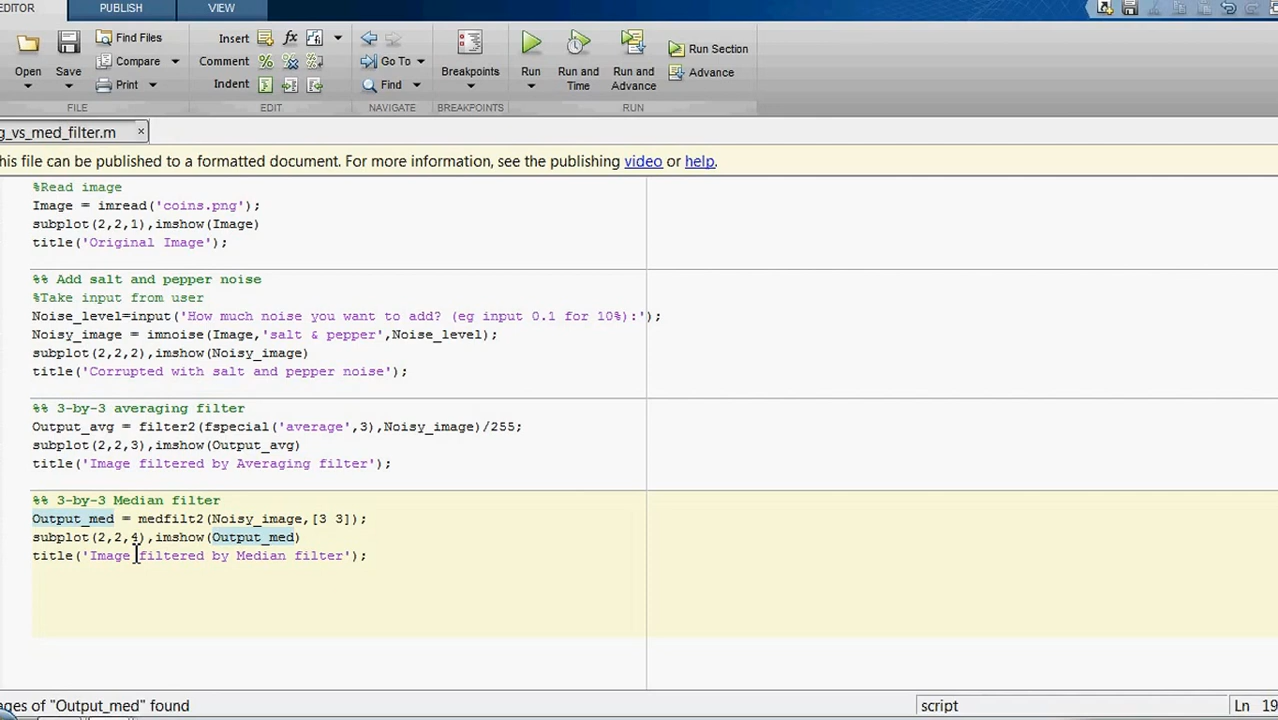 EDITOR PUBLISH VIEW
Find Files Insert fx Run Section
Compare Comment Go To
Open Save Print Indent Find Breakpoints Run Run and Time Run and Advance Advance
FILE EDIT NAVIGATE BREAKPOINTS RUN
g_vs_med_filter.m ×
his file can be published to a formatted document. For more information, see the publishing video or help.
%Read image
Image = imread('coins.png');
subplot(2,2,1),imshow(Image)
title('Original Image');
%% Add salt and pepper noise
%Take input from user
Noise_level=input('How much noise you want to add? (eg input 0.1 for 10%):');
Noisy_image = imnoise(Image,'salt & pepper',Noise_level);
subplot(2,2,2),imshow(Noisy_image)
title('Corrupted with salt and pepper noise');
%% 3-by-3 averaging filter
Output_avg = filter2(fspecial('average',3),Noisy_image)/255;
subplot(2,2,3),imshow(Output_avg)
title('Image filtered by Averaging filter');
%% 3-by-3 Median filter
Output_med = medfilt2(Noisy_image,[3 3]);
subplot(2,2,4),imshow(Output_med)
title('Image filtered by Median filter');
ages of "Output_med" found script Ln 19